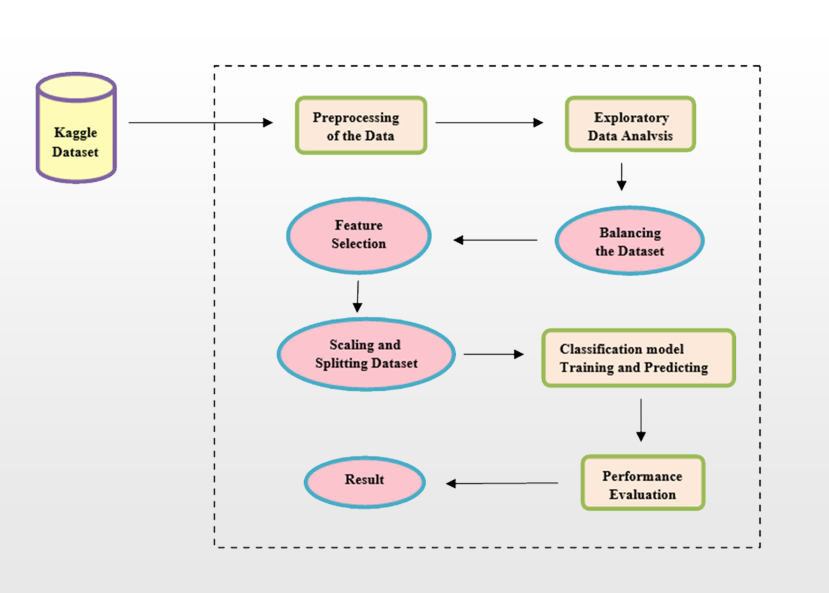 Kaggle
Dataset
Preprocessing
of the Data
Exploratory
Data Analysis
Balancing
the Dataset
Feature
Selection
Scaling and
Splitting Dataset
Classification model
Training and Predicting
Performance
Evaluation
Result